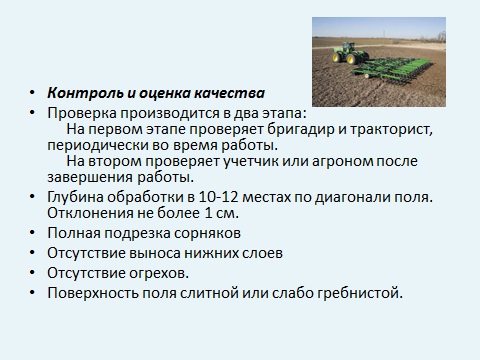 Контроль и оценка качества
Проверка производится в два этапа:
На первом этапе проверяет бригадир и тракторист,
периодически во время работы.
На втором проверяет учетчик или агроном после
завершения работы.
Глубина обработки в 10-12 местах по диагонали поля.
Отклонения не более 1 см.
Полная подрезка сорняков
Отсутствие выноса нижних слоев
Отсутствие огрехов.
Поверхность поля слитной или слабо гребнистой.